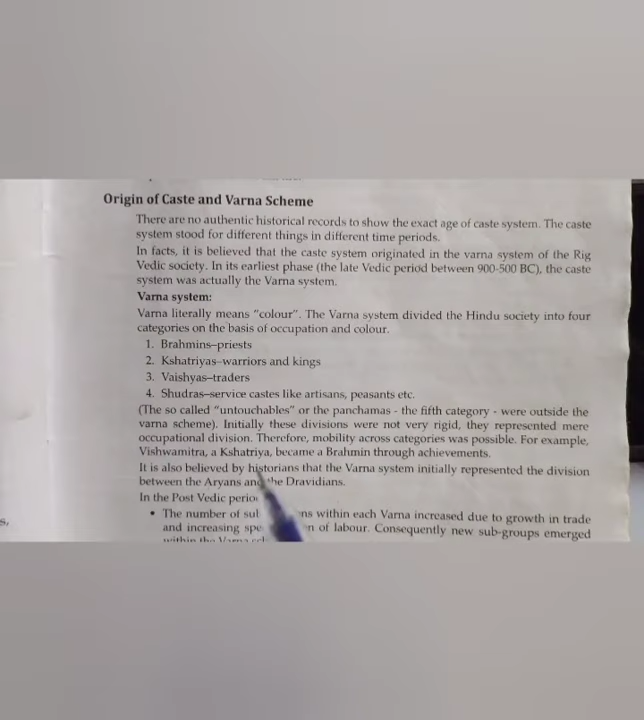 Origin of Caste and Varna Scheme
There are no authentic historical records to show the exact age of caste system. The caste
system stood for different things in different time periods.
In facts, it is believed that the caste system originated in the varna system of the Rig
Vedic society. In its earliest phase (the late Vedic period between 900-500 BC), the caste
system was actually the Varna system.
Varna system:
Varna literally means "colour". The Varna system divided the Hindu society into four
categories on the basis of occupation and colour.
1. Brahmins–priests
2. Kshatriyas–warriors and kings
3. Vaishyas–traders
4. Shudras–service castes like artisans, peasants etc.
(The so called "untouchables" or the panchamas - the fifth category - were outside the
varna scheme). Initially these divisions were not very rigid, they represented mere
occupational division. Therefore, mobility across categories was possible. For example,
Vishwamitra, a Kshatriya, became a Brahmin through achievements.
It is also believed by historians that the Varna system initially represented the division
between the Aryans and the Dravidians.
In the Post Vedic
• The number of within each Varna increased due to growth in trade
and increasing of labour. Consequently new sub-groups emerged
within the